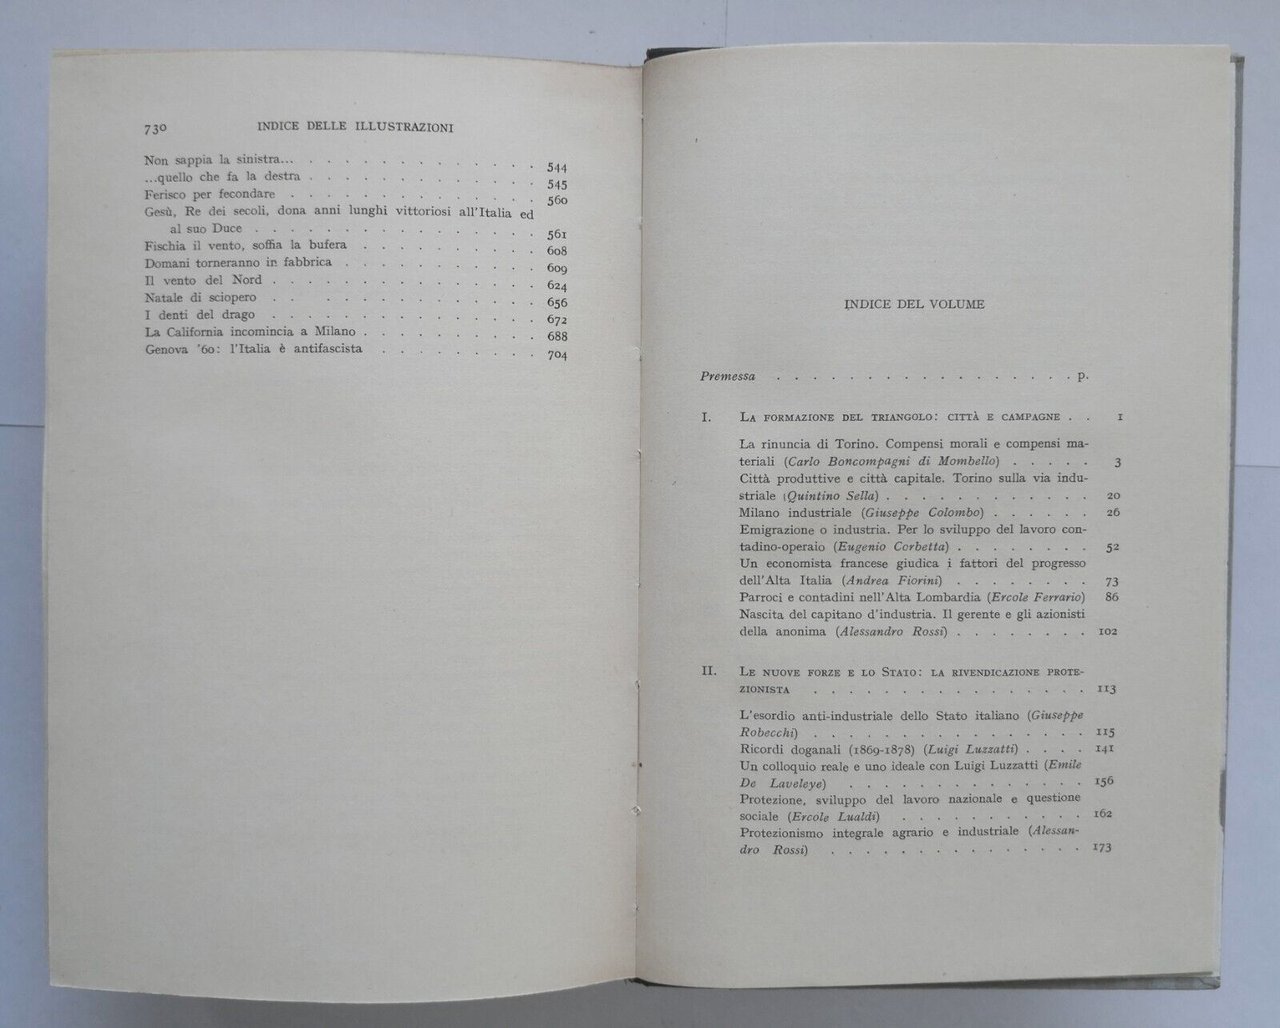 730 INDICE DELLE ILLUSTRAZIONI
Non sappia la sinistra... . . . . . . . . . . . . . 544
...quello che fa la destra . . . . . . . . . . . . . 545
Ferisco per fecondare . . . . . . . . . . . . . . 560
Gesù, Re dei secoli, dona anni lunghi vittoriosi all'Italia ed
al suo Duce . . . . . . . . . . . . . . . . 561
Fischia il vento, soffia la bufera . . . . . . . . . . 608
Domani torneranno in fabbrica . . . . . . . . . . . 609
Il vento del Nord . . . . . . . . . . . . . . . 624
Natale di sciopero . . . . . . . . . . . . . . 656
I denti del drago . . . . . . . . . . . . . . . 672
La California incomincia a Milano . . . . . . . . . . 688
Genova '60: l'Italia è antifascista . . . . . . . . . 704
INDICE DEL VOLUME
Premessa . . . . . . . . . . . . . . . . . p.
I. La formazione del triangolo: città e campagne . . 1
La rinuncia di Torino. Compensi morali e compensi ma-
teriali (Carlo Boncompagni di Mombello) . . . . . 3
Città produttive e città capitale. Torino sulla via indu-
striale (Quintino Sella) . . . . . . . . . . . . 20
Milano industriale (Giuseppe Colombo) . . . . . . 26
Emigrazione o industria. Per lo sviluppo del lavoro con-
tadino-operaio (Eugenio Corbetta) . . . . . . . . 52
Un economista francese giudica i fattori del progresso
dell'Alta Italia (Andrea Fiorini) . . . . . . . . 73
Parroci e contadini nell'Alta Lombardia (Ercole Ferrario) 86
Nascita del capitano d'industria. Il gerente e gli azionisti
della anonima (Alessandro Rossi) . . . . . . . . 102
II. Le nuove forze e lo Stato: la rivendicazione prote-
zionista . . . . . . . . . . . . . . . . 113
L'esordio anti-industriale dello Stato italiano (Giuseppe
Robecchi) . . . . . . . . . . . . . . . . 115
Ricordi doganali (1869-1878) (Luigi Luzzatti) . . . . 141
Un colloquio reale e uno ideale con Luigi Luzzatti (Emile
De Laveleye) . . . . . . . . . . . . . . 156
Protezione, sviluppo del lavoro nazionale e questione
sociale (Ercole Lualdi) . . . . . . . . . . . 162
Protezionismo integrale agrario e industriale (Alessan-
dro Rossi) . . . . . . . . . . . . . . . 173